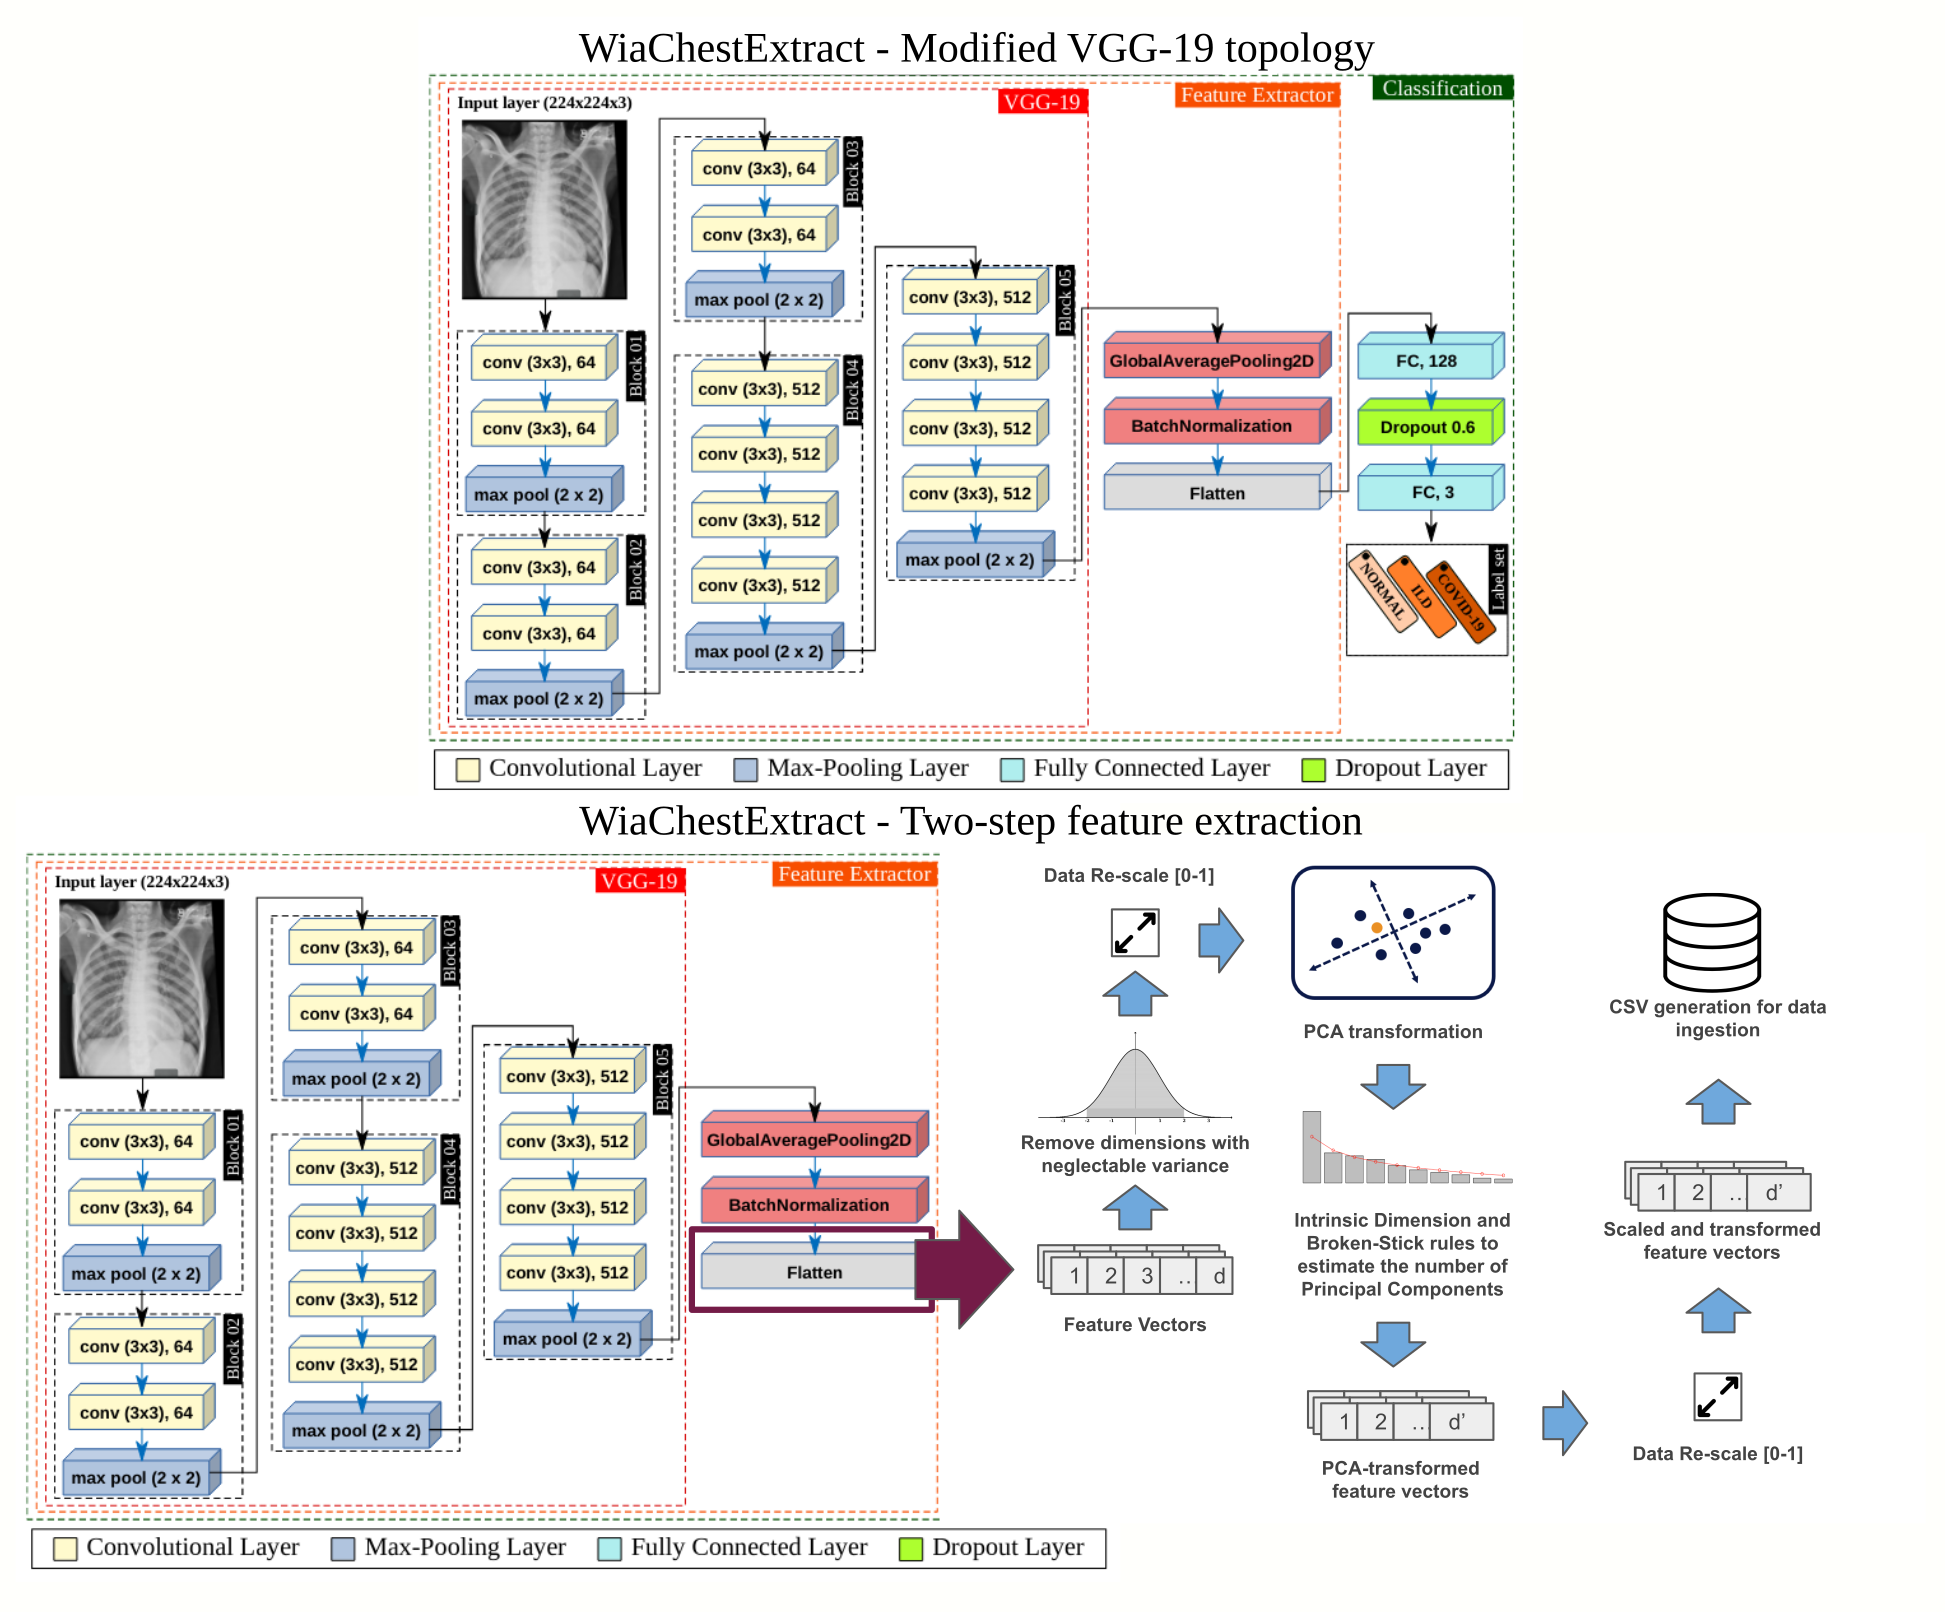 WiaChestExtract - Modified VGG-19 topology
Classification
Feature Extractor
VGG-19
Input layer (224x224x3)
Block 01
conv (3x3), 64
conv (3x3), 64
max pool (2 x 2)
Block 02
conv (3x3), 64
conv (3x3), 64
max pool (2 x 2)
Block 03
conv (3x3), 64
conv (3x3), 64
max pool (2 x 2)
Block 04
conv (3x3), 512
conv (3x3), 512
conv (3x3), 512
conv (3x3), 512
max pool (2 x 2)
Block 05
conv (3x3), 512
conv (3x3), 512
conv (3x3), 512
conv (3x3), 512
max pool (2 x 2)
GlobalAveragePooling2D
BatchNormalization
Flatten
FC, 128
Dropout 0.6
FC, 3
Label set
NORMAL
ILD
COVID-19
Convolutional Layer
Max-Pooling Layer
Fully Connected Layer
Dropout Layer
WiaChestExtract - Two-step feature extraction
Feature Extractor
VGG-19
Input layer (224x224x3)
Block 01
conv (3x3), 64
conv (3x3), 64
max pool (2 x 2)
Block 02
conv (3x3), 64
conv (3x3), 64
max pool (2 x 2)
Block 03
conv (3x3), 64
conv (3x3), 64
max pool (2 x 2)
Block 04
conv (3x3), 512
conv (3x3), 512
conv (3x3), 512
conv (3x3), 512
max pool (2 x 2)
Block 05
conv (3x3), 512
conv (3x3), 512
conv (3x3), 512
conv (3x3), 512
max pool (2 x 2)
GlobalAveragePooling2D
BatchNormalization
Flatten
1 2 3 .. d
Feature Vectors
Remove dimensions with
neglectable variance
Data Re-scale [0-1]
PCA transformation
Intrinsic Dimension and
Broken-Stick rules to
estimate the number of
Principal Components
1 2 .. d’
PCA-transformed
feature vectors
Data Re-scale [0-1]
1 2 .. d’
Scaled and transformed
feature vectors
CSV generation for data
ingestion
Convolutional Layer
Max-Pooling Layer
Fully Connected Layer
Dropout Layer